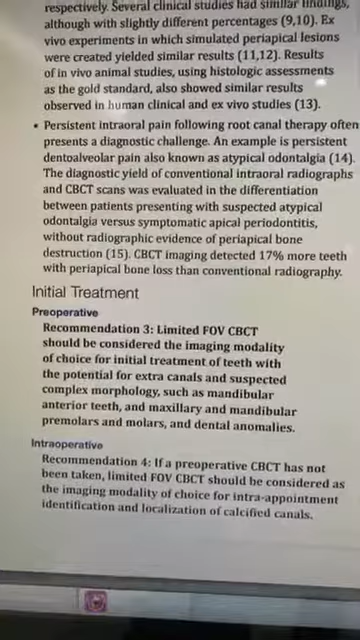 respectively. Several clinical studies had similar findings,
although with slightly different percentages (9,10). Ex
vivo experiments in which simulated periapical lesions
were created yielded similar results (11,12). Results
of in vivo animal studies, using histologic assessments
as the gold standard, also showed similar results
observed in human clinical and ex vivo studies (13).
• Persistent intraoral pain following root canal therapy often
presents a diagnostic challenge. An example is persistent
dentoalveolar pain also known as atypical odontalgia (14).
The diagnostic yield of conventional intraoral radiographs
and CBCT scans was evaluated in the differentiation
between patients presenting with suspected atypical
odontalgia versus symptomatic apical periodontitis,
without radiographic evidence of periapical bone
destruction (15). CBCT imaging detected 17% more teeth
with periapical bone loss than conventional radiography.
Initial Treatment
Preoperative
Recommendation 3: Limited FOV CBCT
should be considered the imaging modality
of choice for initial treatment of teeth with
the potential for extra canals and suspected
complex morphology, such as mandibular
anterior teeth, and maxillary and mandibular
premolars and molars, and dental anomalies.
Intraoperative
Recommendation 4: If a preoperative CBCT has not
been taken, limited FOV CBCT should be considered as
the imaging modality of choice for intra-appointment
identification and localization of calcified canals.